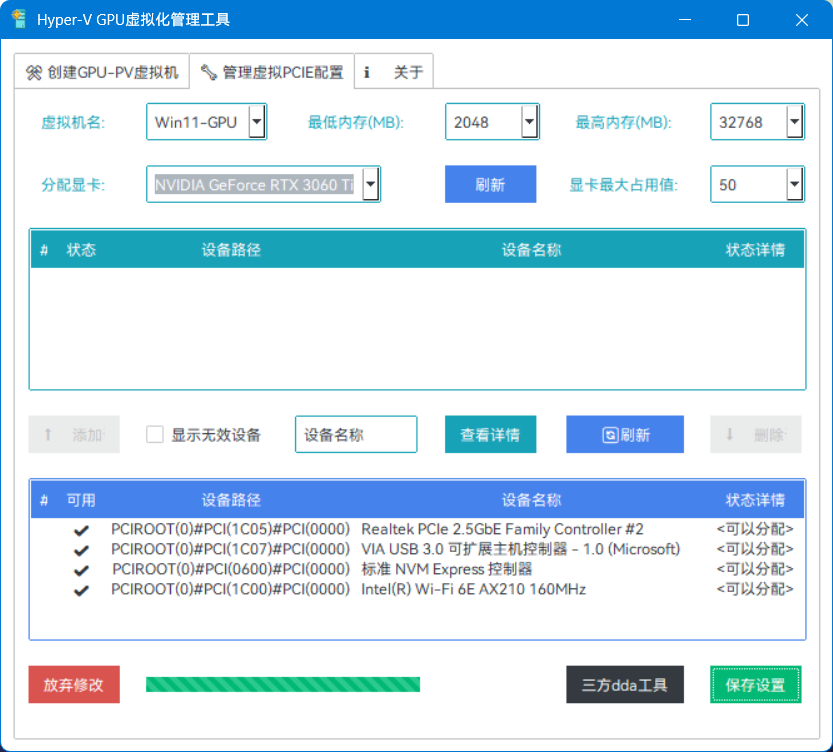 Hyper-V GPU虚拟化管理工具
创建GPU-PV虚拟机 管理虚拟PCIE配置 关于
虚拟机名: Win11-GPU 最低内存(MB): 2048 最高内存(MB): 32768
分配显卡: NVIDIA GeForce RTX 3060 Ti 刷新 显卡最大占用值: 50
# 状态 设备路径 设备名称 状态详情
↑ 添加 显示无效设备 设备名称 查看详情 刷新 ↓ 删除
# 可用 设备路径 设备名称 状态详情
✔ PCIROOT(0)#PCI(1C05)#PCI(0000) Realtek PCIe 2.5GbE Family Controller #2 <可以分配>
✔ PCIROOT(0)#PCI(1C07)#PCI(0000) VIA USB 3.0 可扩展主机控制器 - 1.0 (Microsoft) <可以分配>
✔ PCIROOT(0)#PCI(0600)#PCI(0000) 标准 NVM Express 控制器 <可以分配>
✔ PCIROOT(0)#PCI(1C00)#PCI(0000) Intel(R) Wi-Fi 6E AX210 160MHz <可以分配>
放弃修改 三方dda工具 保存设置